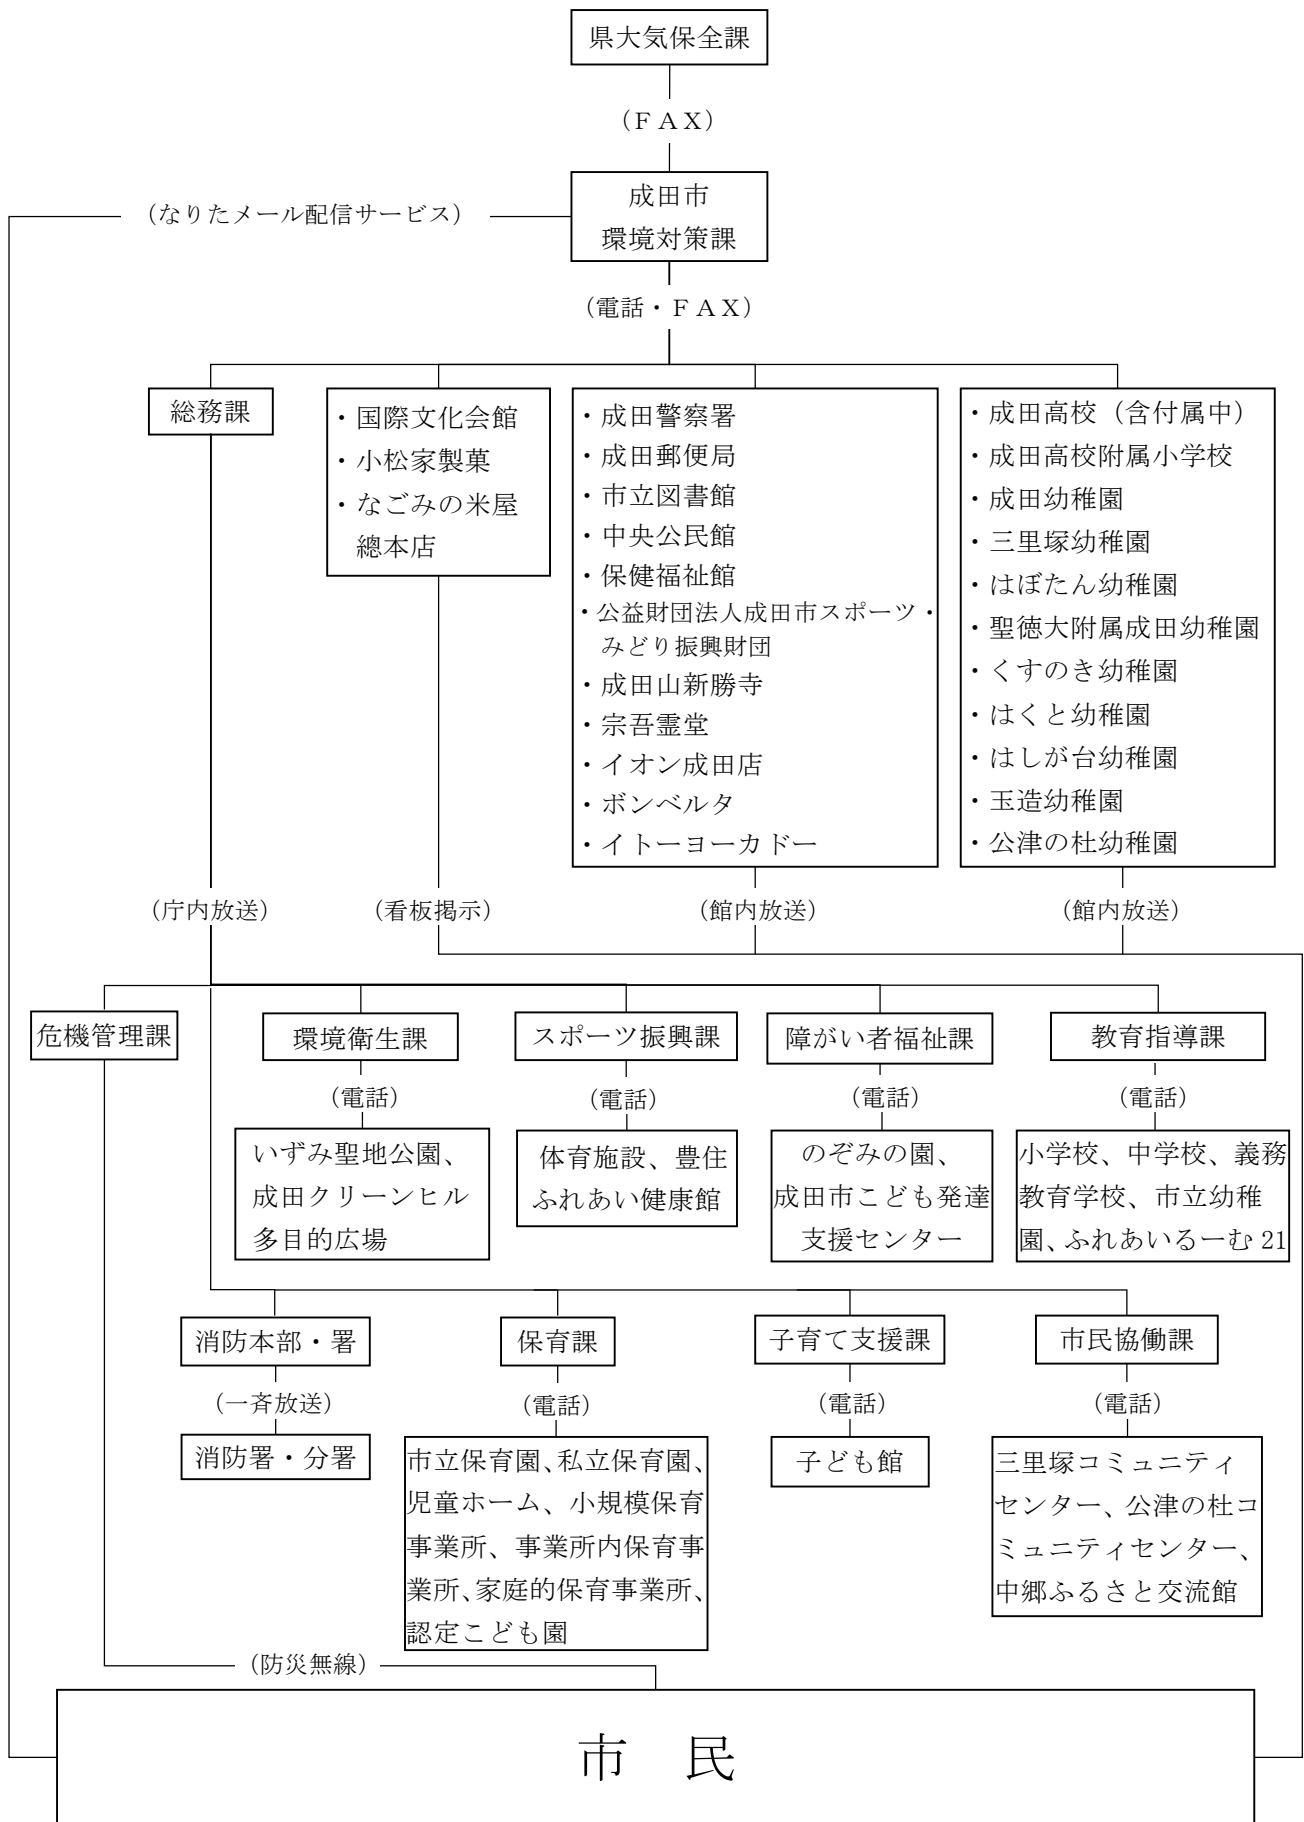 県大気保全課
（ＦＡＸ）
成田市
環境対策課
（なりたメール配信サービス）
（電話・ＦＡＸ）
総務課
・国際文化会館
・小松家製菓
・なごみの米屋
總本店
・成田警察署
・成田郵便局
・市立図書館
・中央公民館
・保健福祉館
・公益財団法人成田市スポーツ・
みどり振興財団
・成田山新勝寺
・宗吾霊堂
・イオン成田店
・ボンベルタ
・イトーヨーカドー
・成田高校（含付属中）
・成田高校附属小学校
・成田幼稚園
・三里塚幼稚園
・はぼたん幼稚園
・聖徳大附属成田幼稚園
・くすのき幼稚園
・はくと幼稚園
・はしが台幼稚園
・玉造幼稚園
・公津の杜幼稚園
（庁内放送）
（看板掲示）
（館内放送）
（館内放送）
危機管理課
環境衛生課
スポーツ振興課
障がい者福祉課
教育指導課
（電話）
（電話）
（電話）
（電話）
いずみ聖地公園、
成田クリーンヒル
多目的広場
体育施設、豊住
ふれあい健康館
のぞみの園、
成田市こども発達
支援センター
小学校、中学校、義務
教育学校、市立幼稚
園、ふれあいるーむ 21
消防本部・署
保育課
子育て支援課
市民協働課
（一斉放送）
（電話）
（電話）
（電話）
消防署・分署
市立保育園、私立保育園、
児童ホーム、小規模保育
事業所、事業所内保育事
業所、家庭的保育事業所、
認定こども園
子ども館
三里塚コミュニティ
センター、公津の杜コ
ミュニティセンター、
中郷ふるさと交流館
（防災無線）
市　民